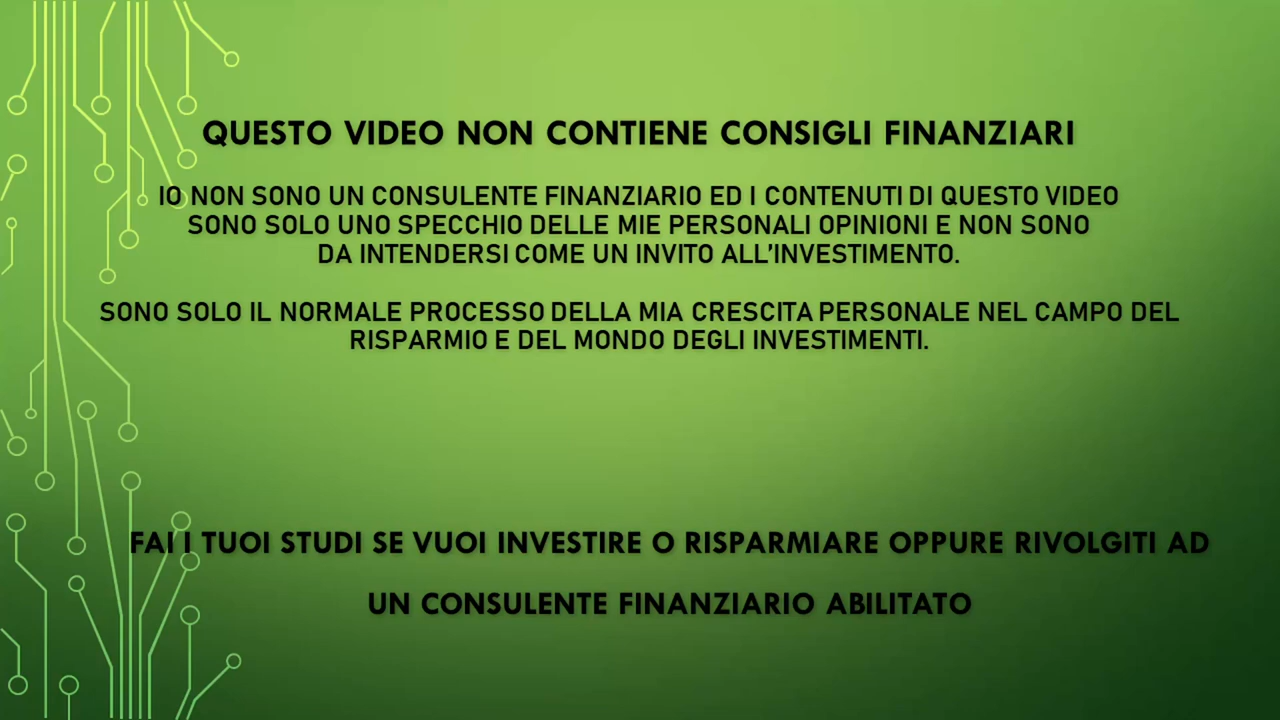 QUESTO VIDEO NON CONTIENE CONSIGLI FINANZIARI
IO NON SONO UN CONSULENTE FINANZIARIO ED I CONTENUTI DI QUESTO VIDEO
SONO SOLO UNO SPECCHIO DELLE MIE PERSONALI OPINIONI E NON SONO
DA INTENDERSI COME UN INVITO ALL'INVESTIMENTO.
SONO SOLO IL NORMALE PROCESSO DELLA MIA CRESCITA PERSONALE NEL CAMPO DEL
RISPARMIO E DEL MONDO DEGLI INVESTIMENTI.
FAI I TUOI STUDI SE VUOI INVESTIRE O RISPARMIARE OPPURE RIVOLGITI AD
UN CONSULENTE FINANZIARIO ABILITATO